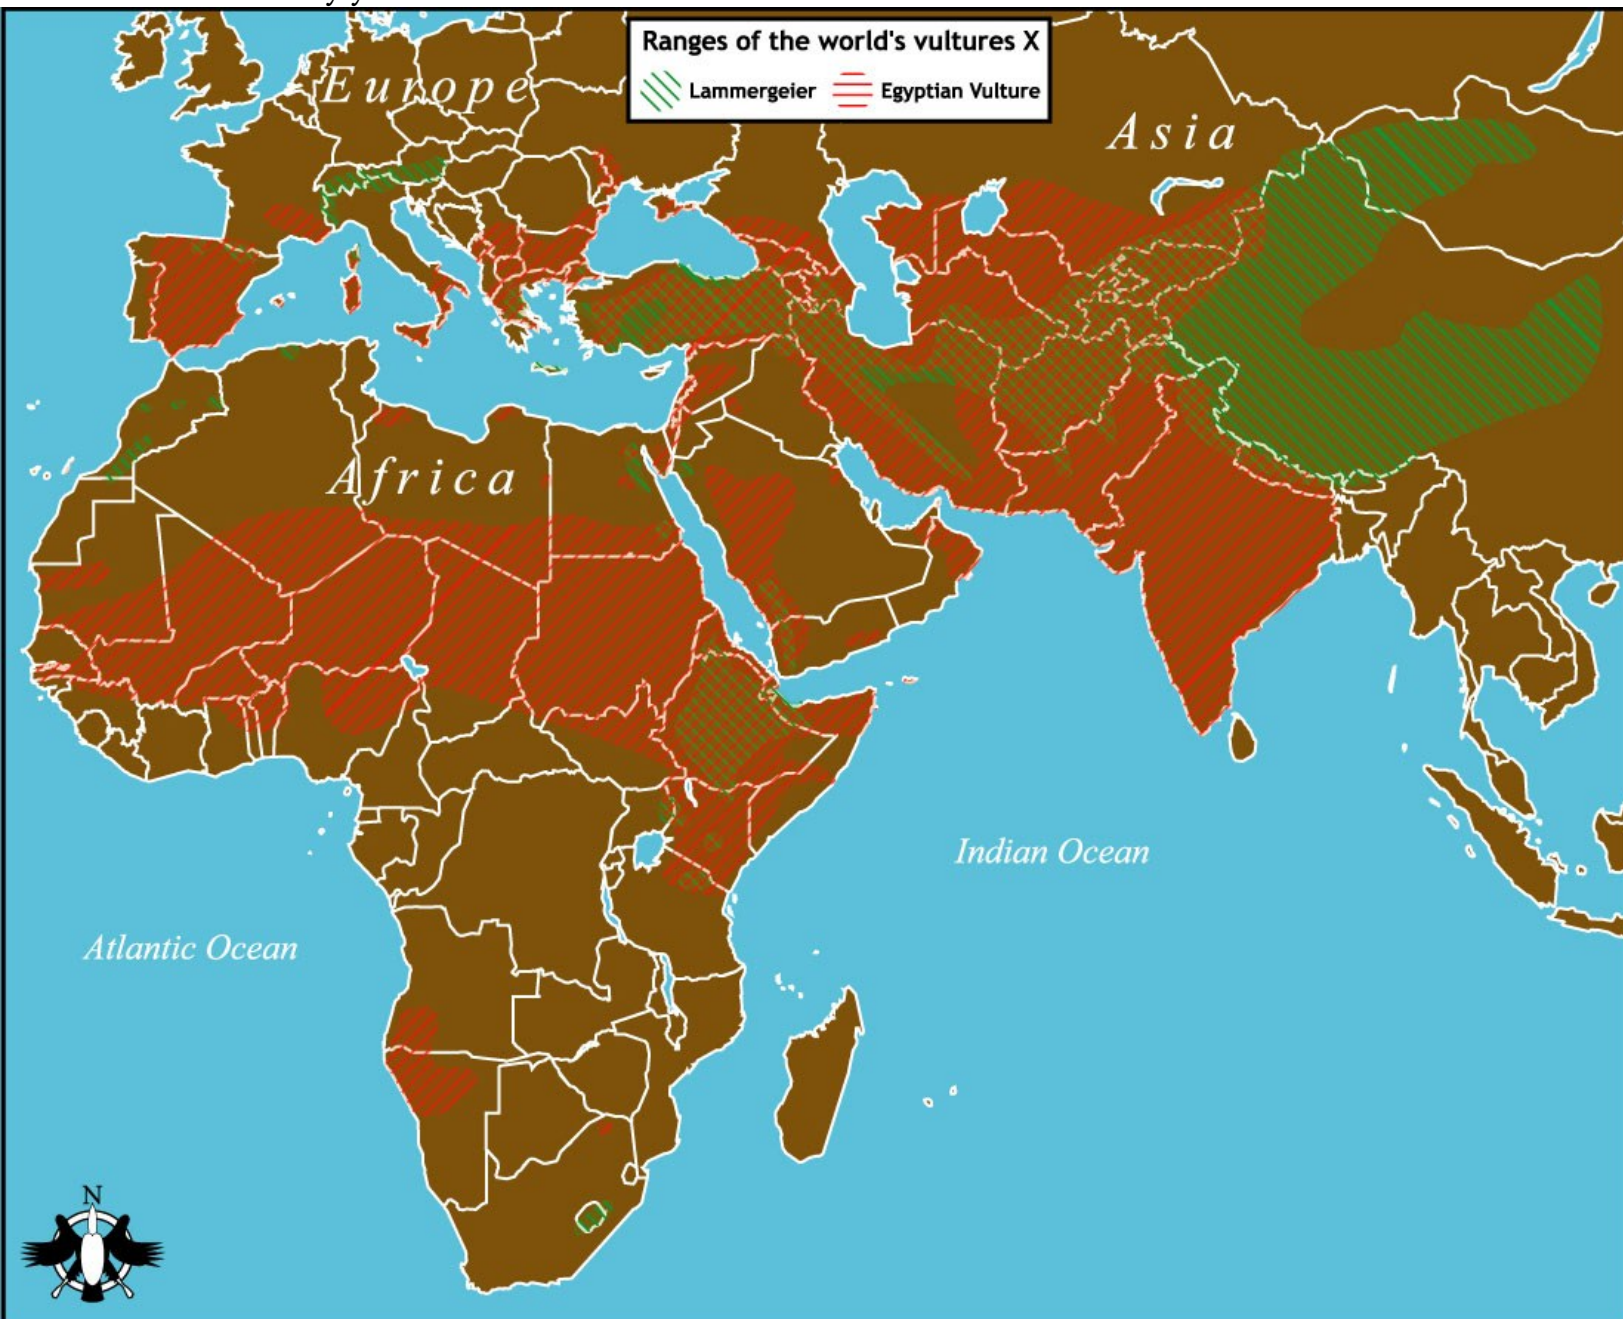 Ranges of the world's vultures X
Lammergeier Egyptian Vulture
Europe
Asia
Africa
Indian Ocean
Atlantic Ocean
N